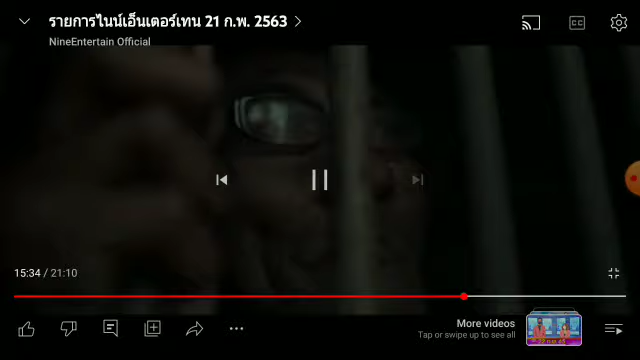 รายการไนน์เอ็นเตอร์เทน 21 ก.พ. 2563
NineEntertain Official
CC
15:34 / 21:10
More videos
Tap or swipe up to see all